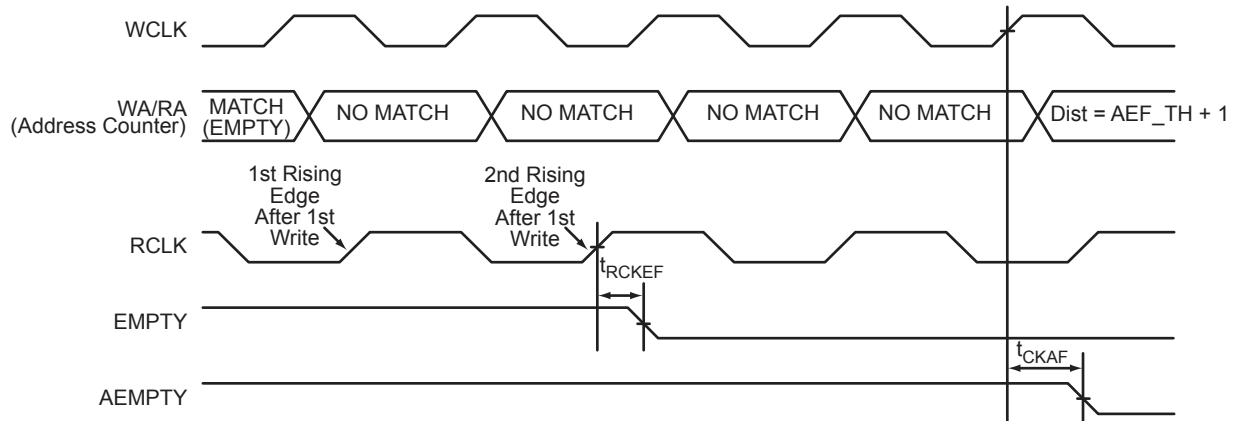 WCLK
WA/RA
(Address Counter)
MATCH
(EMPTY)
NO MATCH
NO MATCH
NO MATCH
NO MATCH
Dist = AEF_TH + 1
1st Rising
Edge
After 1st
Write
2nd Rising
Edge
After 1st
Write
RCLK
tRCKEF
EMPTY
tCKAF
AEMPTY